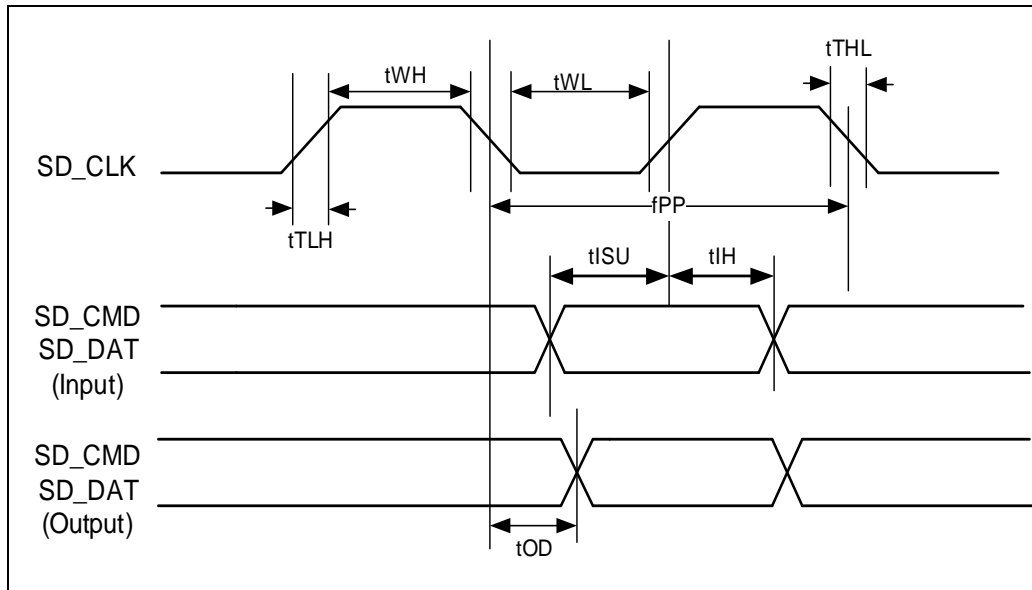 tTHL
tWH
tWL
SD_CLK
fPP
tTLH
tISU
tIH
SD_CMD
SD_DAT
(Input)
SD_CMD
SD_DAT
(Output)
tOD